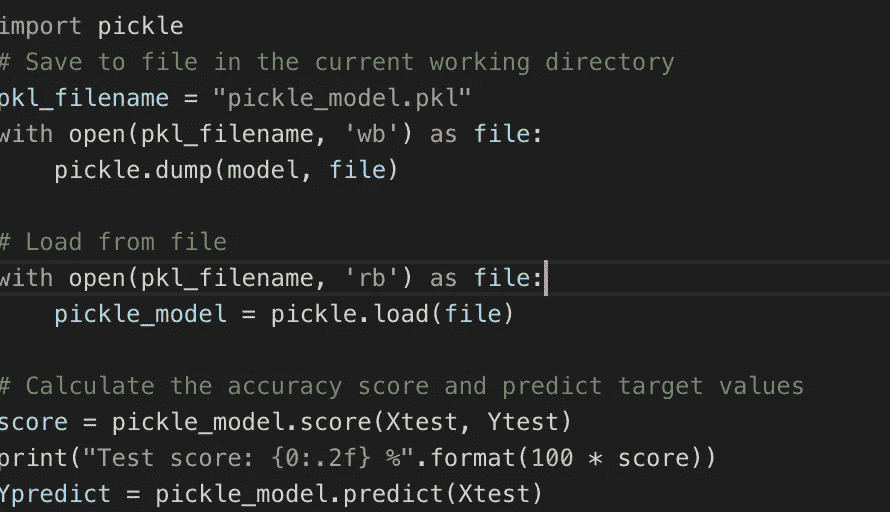 import pickle
# Save to file in the current working directory
pkl_filename = "pickle_model.pkl"
with open(pkl_filename, 'wb') as file:
    pickle.dump(model, file)

# Load from file
with open(pkl_filename, 'rb') as file:
    pickle_model = pickle.load(file)

# Calculate the accuracy score and predict target values
score = pickle_model.score(Xtest, Ytest)
print("Test score: {0:.2f} %".format(100 * score))
Ypredict = pickle_model.predict(Xtest)